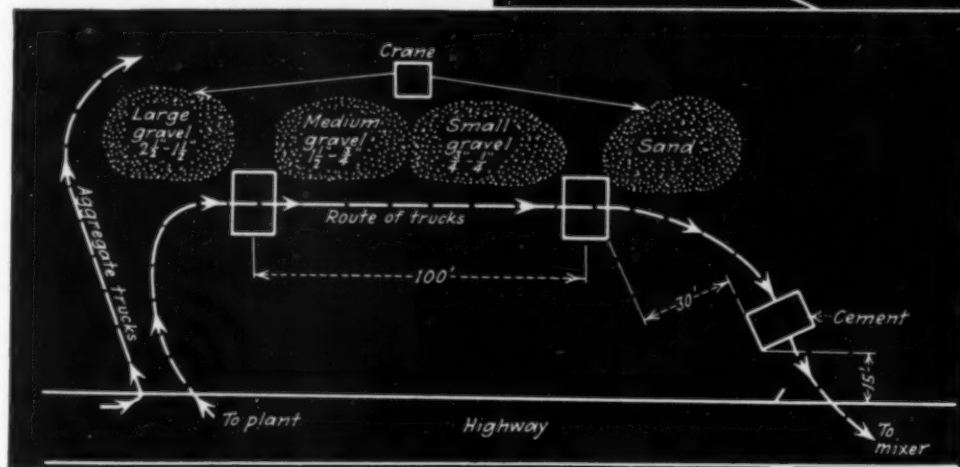 Crane
Large
gravel
2½-1½
Medium
gravel
1½-¾
Small
gravel
¾-¼
Sand
Aggregate trucks
Route of trucks
100'
30'
Cement
15'
To plant
Highway
To
mixer